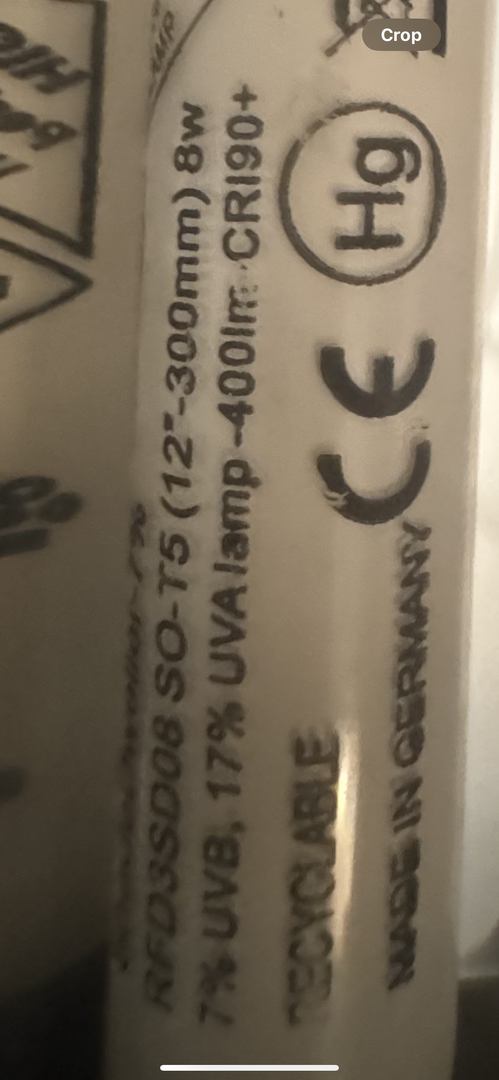 Crop
RFD3SD08 SO-T5 (12"-300mm) 8w
7% UVB, 17% UVA lamp -400lm-CRI90+
RECYCLABLE
Hg
CE
MADE IN GERMANY